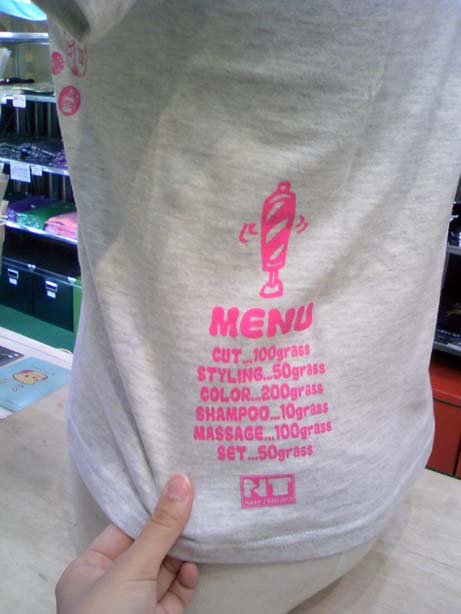 MENU
CUT...100grass
STYLING...50grass
COLOR...200grass
SHAMPOO...10grass
MASSAGE...100grass
SET...50grass